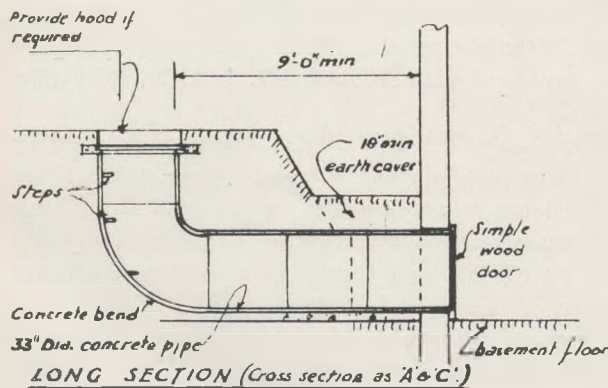 Provide hood if
required
9'-0" min
18" min
earth cover
Steps
Simple
wood
door
Concrete bend
33" Dia. concrete pipe
basement floor
LONG SECTION (Cross section as 'A & C'.)